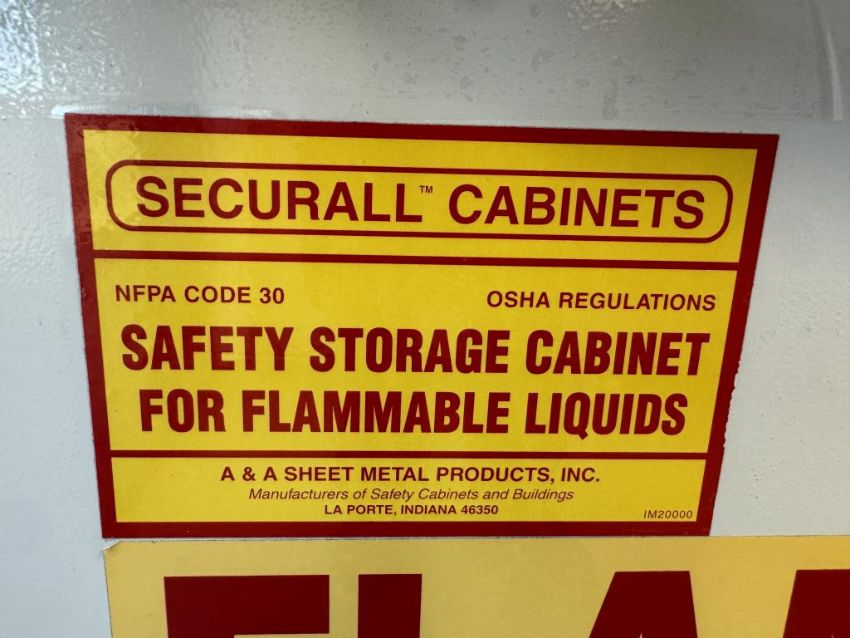 SECURALL™ CABINETS
NFPA CODE 30 OSHA REGULATIONS
SAFETY STORAGE CABINET
FOR FLAMMABLE LIQUIDS
A & A SHEET METAL PRODUCTS, INC.
Manufacturers of Safety Cabinets and Buildings
LA PORTE, INDIANA 46350
IM20000